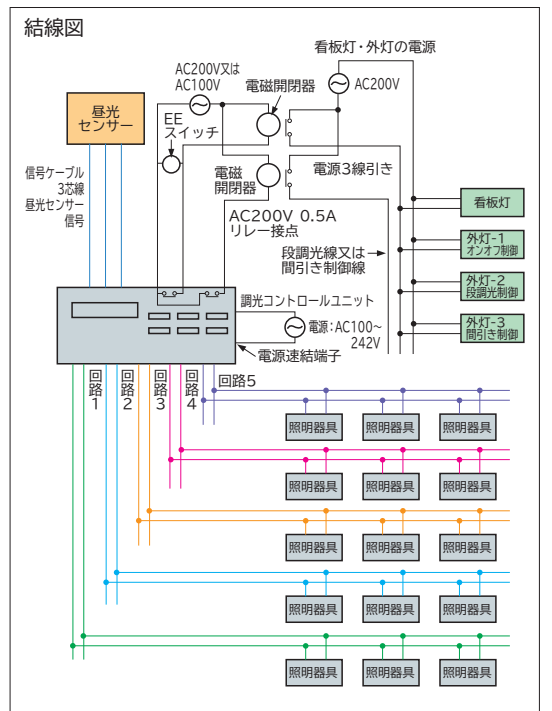 結線図
看板灯・外灯の電源
AC200V又は
AC100V
電磁開閉器
AC200V
昼光
センサー
EE
スイッチ
信号ケーブル
3芯線
昼光センサー
信号
電磁
開閉器
電源3線引き
AC200V 0.5A
リレー接点
段調光線又は
間引き制御線
看板灯
外灯-1
オンオフ制御
外灯-2
段調光制御
外灯-3
間引き制御
調光コントロールユニット
電源:AC100~
242V
電源速結端子
回路1
回路2
回路3
回路4
回路5
照明器具 照明器具 照明器具
照明器具 照明器具 照明器具
照明器具 照明器具 照明器具
照明器具 照明器具 照明器具
照明器具 照明器具 照明器具